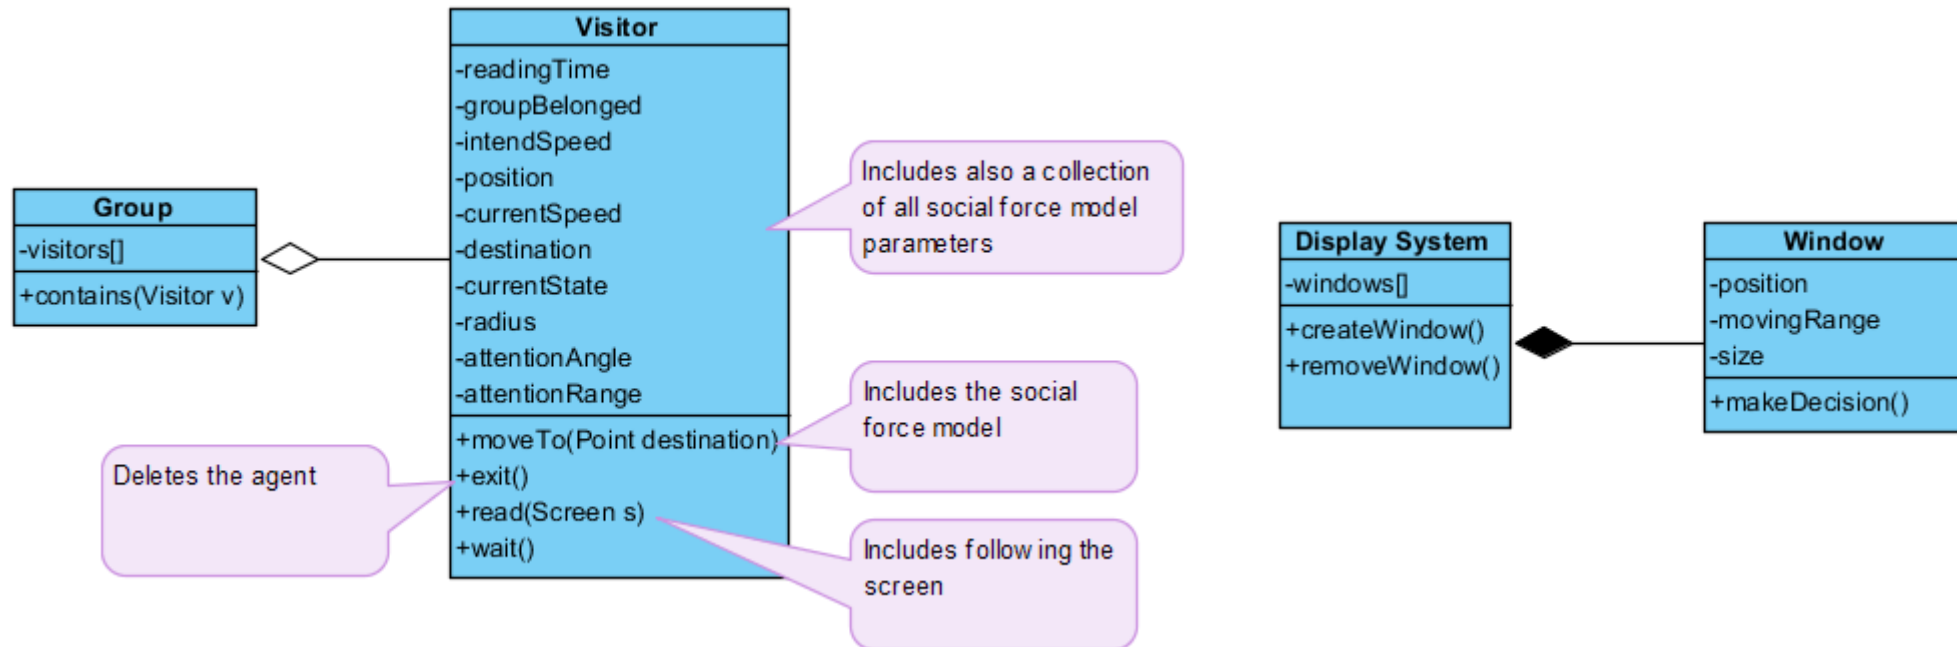 Group
-visitors[]
+contains(Visitor v)
Visitor
-readingTime
-groupBelonged
-intendSpeed
-position
-currentSpeed
-destination
-currentState
-radius
-attentionAngle
-attentionRange
+moveTo(Point destination)
+exit()
+read(Screen s)
+wait()
Deletes the agent
Includes also a collection
of all social force model
parameters
Includes the social
force model
Includes following the
screen
Display System
-windows[]
+createWindow()
+removeWindow()
Window
-position
-movingRange
-size
+makeDecision()